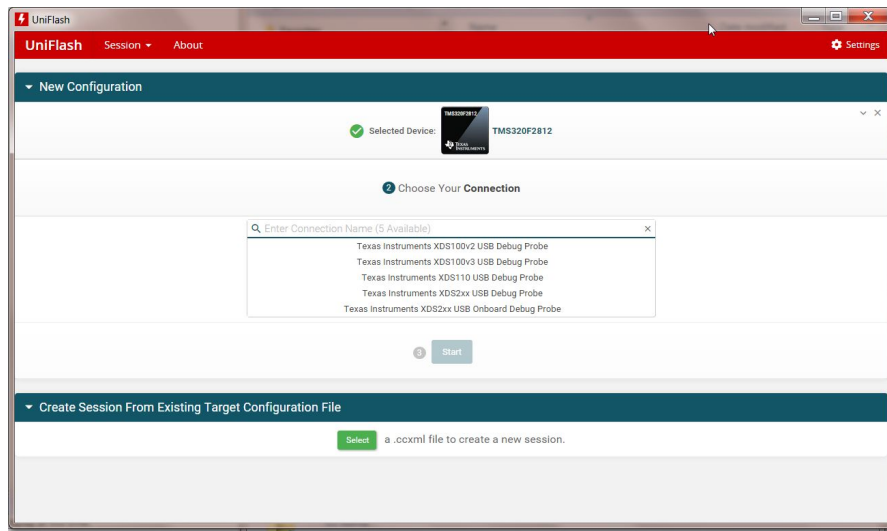 UniFlash
UniFlash Session About Settings
New Configuration
Selected Device: TMS320F2812
TMS320F2812
TEXAS INSTRUMENTS
2 Choose Your Connection
Enter Connection Name (5 Available)
Texas Instruments XDS100v2 USB Debug Probe
Texas Instruments XDS100v3 USB Debug Probe
Texas Instruments XDS110 USB Debug Probe
Texas Instruments XDS2xx USB Debug Probe
Texas Instruments XDS2xx USB Onboard Debug Probe
3 Start
Create Session From Existing Target Configuration File
Select a .ccxml file to create a new session.